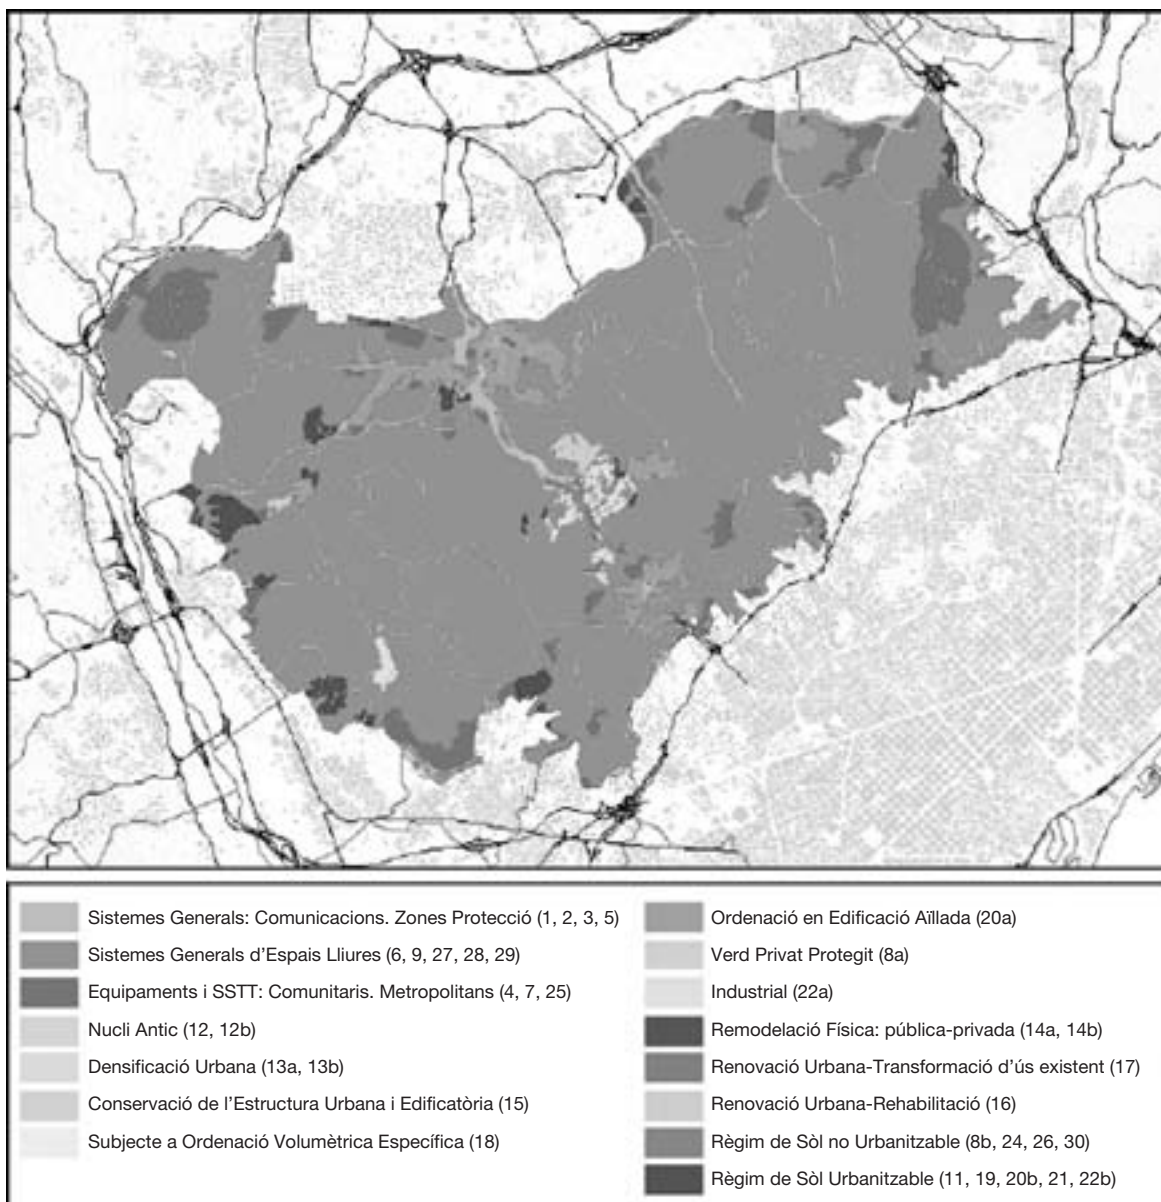 Sistemes Generals: Comunicacions. Zones Protecció (1, 2, 3, 5)
Sistemes Generals d'Espais Lliures (6, 9, 27, 28, 29)
Equipaments i SSTT: Comunitaris. Metropolitans (4, 7, 25)
Nucli Antic (12, 12b)
Densificació Urbana (13a, 13b)
Conservació de l'Estructura Urbana i Edificatòria (15)
Subjecte a Ordenació Volumètrica Específica (18)
Ordenació en Edificació Aïllada (20a)
Verd Privat Protegit (8a)
Industrial (22a)
Remodelació Física: pública-privada (14a, 14b)
Renovació Urbana-Transformació d'ús existent (17)
Renovació Urbana-Rehabilitació (16)
Règim de Sòl no Urbanitzable (8b, 24, 26, 30)
Règim de Sòl Urbanitzable (11, 19, 20b, 21, 22b)